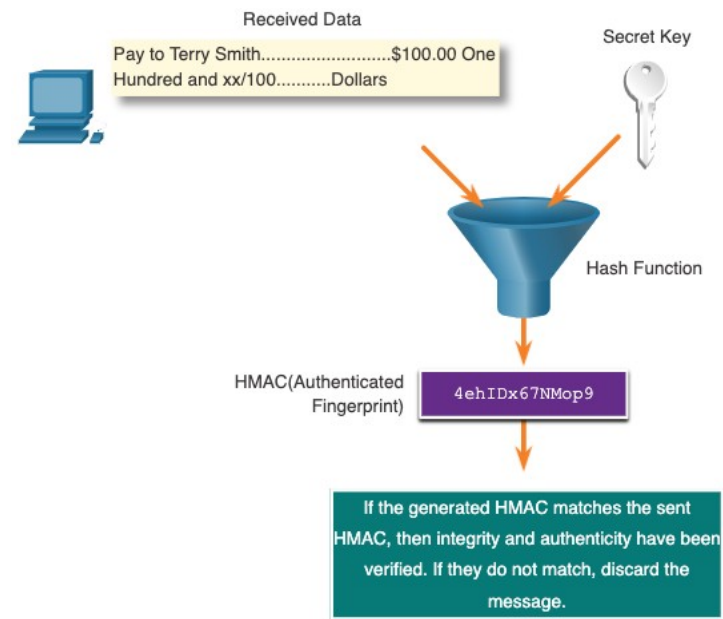 Received Data
Pay to Terry Smith..........................$100.00 One
Hundred and xx/100...........Dollars
Secret Key
Hash Function
HMAC(Authenticated
Fingerprint)
4ehIDx67NMop9
If the generated HMAC matches the sent
HMAC, then integrity and authenticity have been
verified. If they do not match, discard the
message.